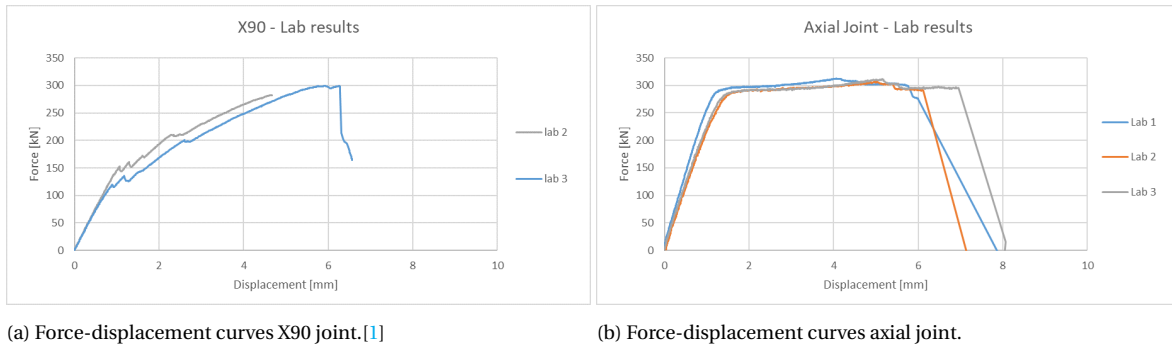 X90 - Lab results
350
300
250
200
150
100
50
0
Force [kN]
0 2 4 6 8 10
Displacement [mm]
lab 2
lab 3
(a) Force-displacement curves X90 joint.[1]
Axial Joint - Lab results
350
300
250
200
150
100
50
0
Force [kN]
0 2 4 6 8 10
Displacement [mm]
Lab 1
Lab 2
Lab 3
(b) Force-displacement curves axial joint.